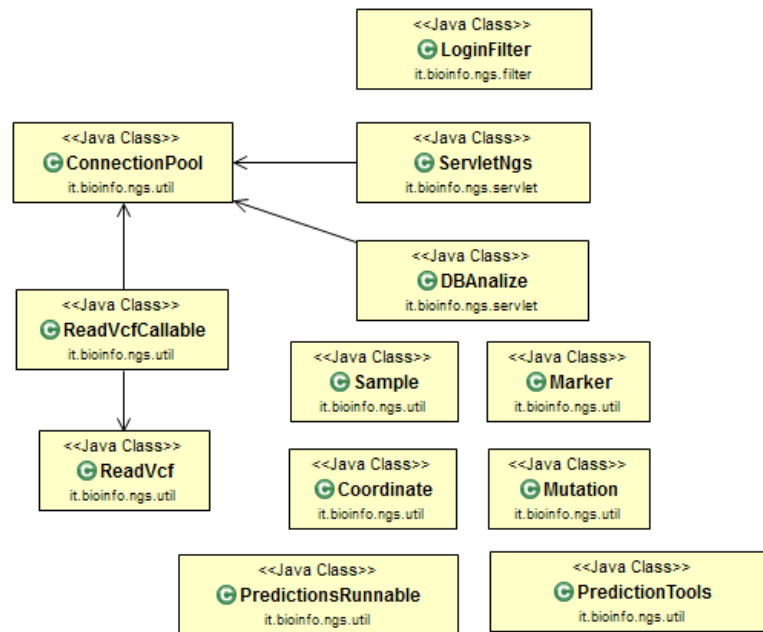 <<Java Class>>
LoginFilter
it.bioinfo.ngs.filter
<<Java Class>>
ConnectionPool
it.bioinfo.ngs.util
<<Java Class>>
ServletNgs
it.bioinfo.ngs.servlet
<<Java Class>>
DBAnalize
it.bioinfo.ngs.servlet
<<Java Class>>
ReadVcfCallable
it.bioinfo.ngs.util
<<Java Class>>
Sample
it.bioinfo.ngs.util
<<Java Class>>
Marker
it.bioinfo.ngs.util
<<Java Class>>
ReadVcf
it.bioinfo.ngs.util
<<Java Class>>
Coordinate
it.bioinfo.ngs.util
<<Java Class>>
Mutation
it.bioinfo.ngs.util
<<Java Class>>
PredictionsRunnable
it.bioinfo.ngs.util
<<Java Class>>
PredictionTools
it.bioinfo.ngs.util